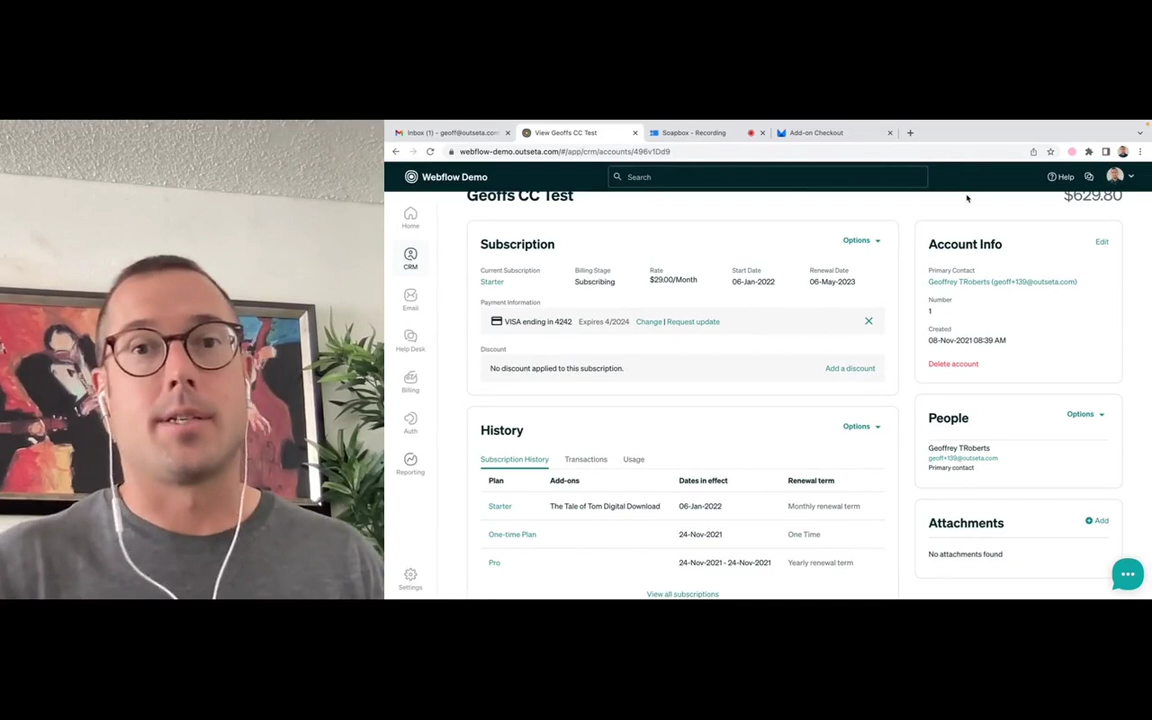 Inbox (1) – geoff@outseta.com
View Geoffs CC Test
Soapbox - Recording
Add-on Checkout
webflow-demo.outseta.com/#/app/crm/accounts/496v1Dd9
Webflow Demo
Search
Help
Geoffs CC Test
$629.80
Home
CRM
Email
Help Desk
Billing
Auth
Reporting
Settings
Subscription
Options
Current Subscription
Billing Stage
Rate
Start Date
Renewal Date
Starter
Subscribing
$29.00/Month
06-Jan-2022
06-May-2023
Payment Information
VISA ending in 4242 Expires 4/2024 Change | Request update
Discount
No discount applied to this subscription.
Add a discount
History
Options
Subscription History
Transactions
Usage
Plan
Add-ons
Dates in effect
Renewal term
Starter
The Tale of Tom Digital Download
06-Jan-2022
Monthly renewal term
One-time Plan
24-Nov-2021
One Time
Pro
24-Nov-2021 - 24-Nov-2021
Yearly renewal term
View all subscriptions
Account Info
Edit
Primary Contact
Geoffrey TRoberts (geoff+139@outseta.com)
Number
1
Created
08-Nov-2021 08:39 AM
Delete account
People
Options
Geoffrey TRoberts
geoff+139@outseta.com
Primary contact
Attachments
Add
No attachments found